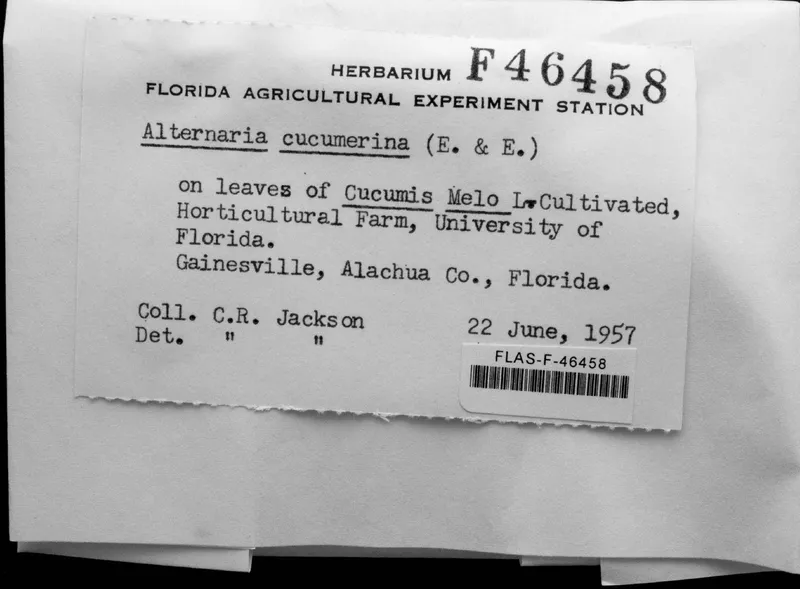 HERBARIUM F46458
FLORIDA AGRICULTURAL EXPERIMENT STATION
Alternaria cucumerina (E. & E.)
on leaves of Cucumis Melo L. Cultivated,
Horticultural Farm, University of
Florida.
Gainesville, Alachua Co., Florida.
Coll. C.R. Jackson 22 June, 1957
Det. " "
FLAS-F-46458